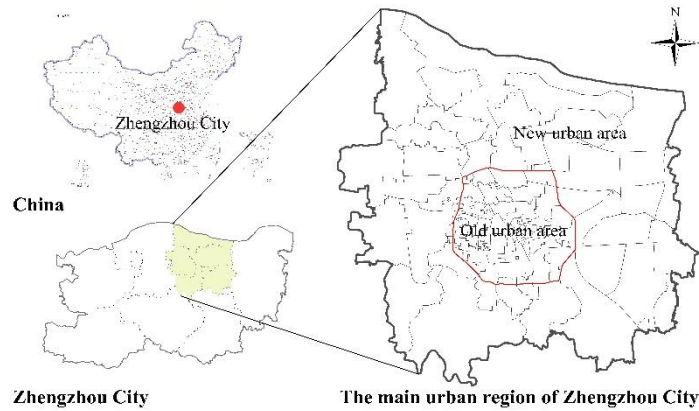 N
Zhengzhou City
New urban area
China
Old urban area
Zhengzhou City
The main urban region of Zhengzhou City